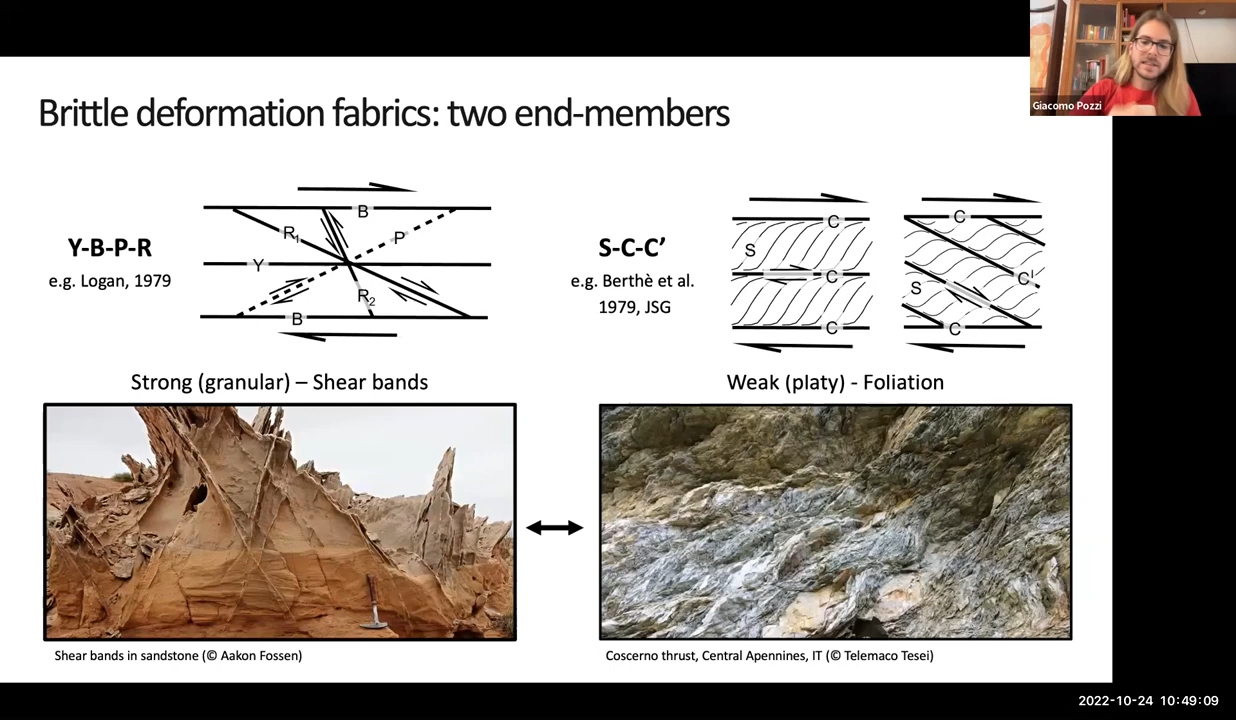 Giacomo Pozzi
Brittle deformation fabrics: two end-members
Y-B-P-R
e.g. Logan, 1979
B
R1
P
Y
R2
B
S-C-C’
e.g. Berthè et al.
1979, JSG
C
S
C
C
C
C'
S
C
Strong (granular) – Shear bands
Weak (platy) - Foliation
Shear bands in sandstone (© Aakon Fossen)
Coscerno thrust, Central Apennines, IT (© Telemaco Tesei)
2022-10-24 10:49:09